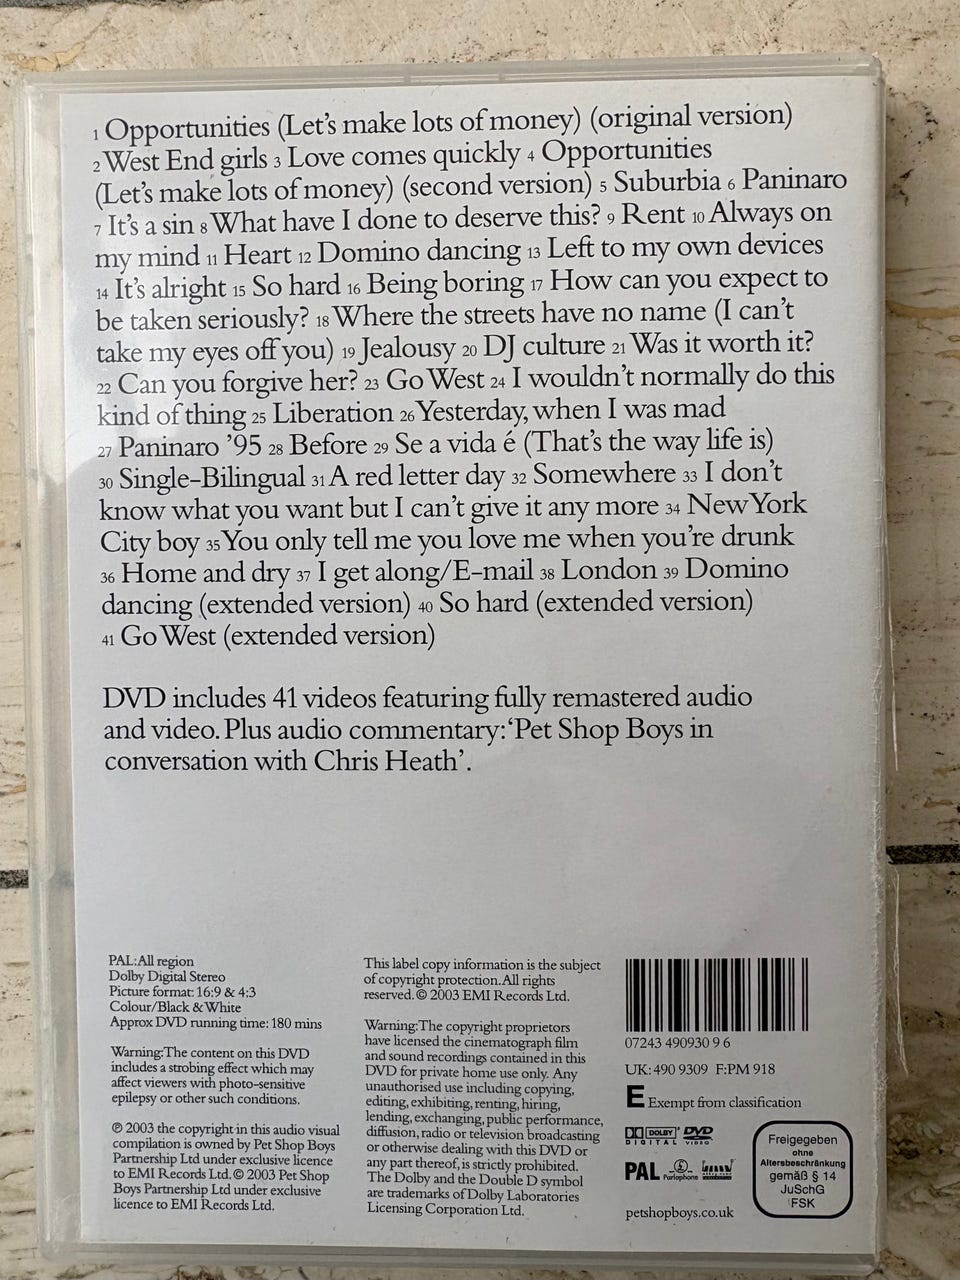 1 Opportunities (Let's make lots of money) (original version)
2 West End girls 3 Love comes quickly 4 Opportunities
(Let's make lots of money) (second version) 5 Suburbia 6 Paninaro
7 It's a sin 8 What have I done to deserve this? 9 Rent 10 Always on
my mind 11 Heart 12 Domino dancing 13 Left to my own devices
14 It's alright 15 So hard 16 Being boring 17 How can you expect to
be taken seriously? 18 Where the streets have no name (I can't
take my eyes off you) 19 Jealousy 20 DJ culture 21 Was it worth it?
22 Can you forgive her? 23 Go West 24 I wouldn't normally do this
kind of thing 25 Liberation 26 Yesterday, when I was mad
27 Paninaro '95 28 Before 29 Se a vida é (That's the way life is)
30 Single-Bilingual 31 A red letter day 32 Somewhere 33 I don't
know what you want but I can't give it any more 34 New York
City boy 35 You only tell me you love me when you're drunk
36 Home and dry 37 I get along/E-mail 38 London 39 Domino
dancing (extended version) 40 So hard (extended version)
41 Go West (extended version)
DVD includes 41 videos featuring fully remastered audio
and video. Plus audio commentary: 'Pet Shop Boys in
conversation with Chris Heath'.
PAL: All region
Dolby Digital Stereo
Picture format: 16:9 & 4:3
Colour/Black & White
Approx DVD running time: 180 mins
Warning: The content on this DVD
includes a strobing effect which may
affect viewers with photo-sensitive
epilepsy or other such conditions.
℗ 2003 the copyright in this audio visual
compilation is owned by Pet Shop Boys
Partnership Ltd under exclusive licence
to EMI Records Ltd. © 2003 Pet Shop
Boys Partnership Ltd under exclusive
licence to EMI Records Ltd.
This label copy information is the subject
of copyright protection. All rights
reserved. © 2003 EMI Records Ltd.
Warning: The copyright proprietors
have licensed the cinematograph film
and sound recordings contained in this
DVD for private home use only. Any
unauthorised use including copying,
editing, exhibiting, renting, hiring,
lending, exchanging, public performance,
diffusion, radio or television broadcasting
or otherwise dealing with this DVD or
any part thereof, is strictly prohibited.
The Dolby and the Double D symbol
are trademarks of Dolby Laboratories
Licensing Corporation Ltd.
07243 490930 9 6
UK: 490 9309 F: PM 918
E Exempt from classification
DOLBY DIGITAL
DVD VIDEO
PAL
Parlophone
petshopboys.co.uk
Freigegeben
ohne
Altersbeschränkung
gemäß § 14
JuSchG
FSK